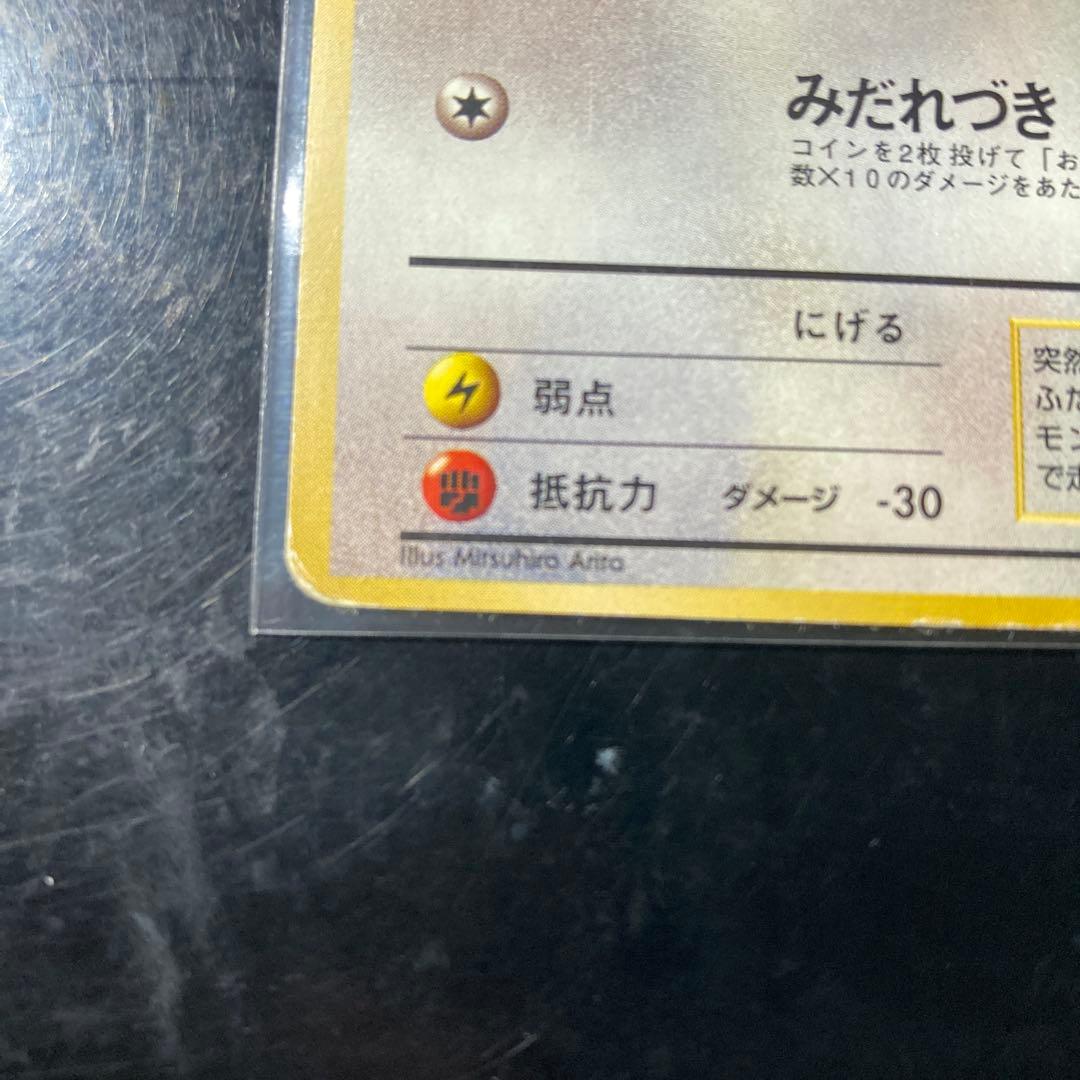 みだれづき
コインを2枚投げて「お
数×10のダメージをあた
にげる
弱点
抵抗力 ダメージ -30
突然
ふた
モン
で走
Illus Mitsuhiro Arita